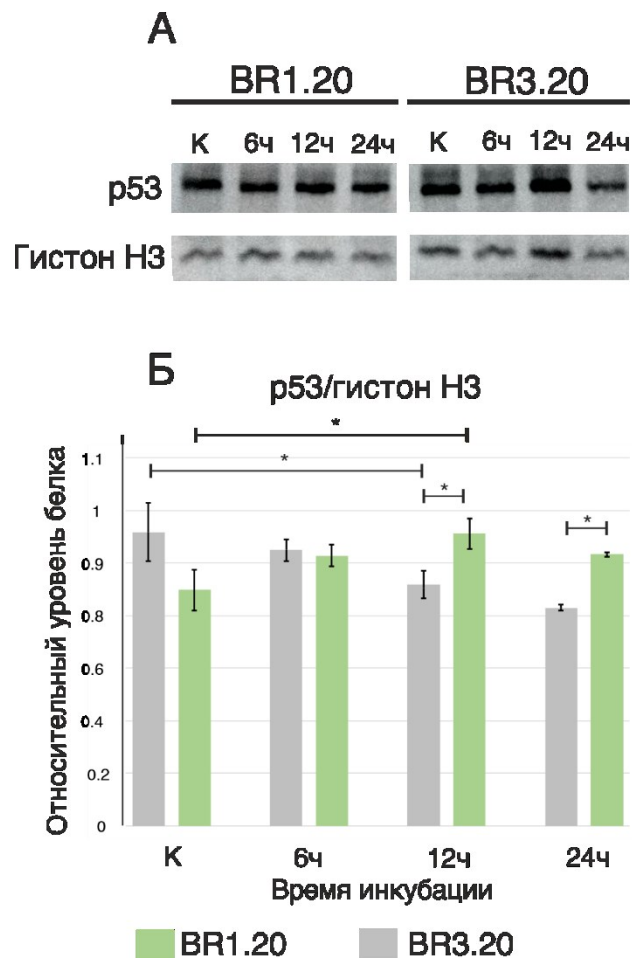 А
BR1.20 BR3.20
К 6ч 12ч 24ч К 6ч 12ч 24ч
p53
Гистон H3
Б
p53/гистон H3
*
*
* *
Относительный уровень белка
1.1
1
0.9
0.8
0.6
0.4
0.2
0
К 6ч 12ч 24ч
Время инкубации
BR1.20 BR3.20